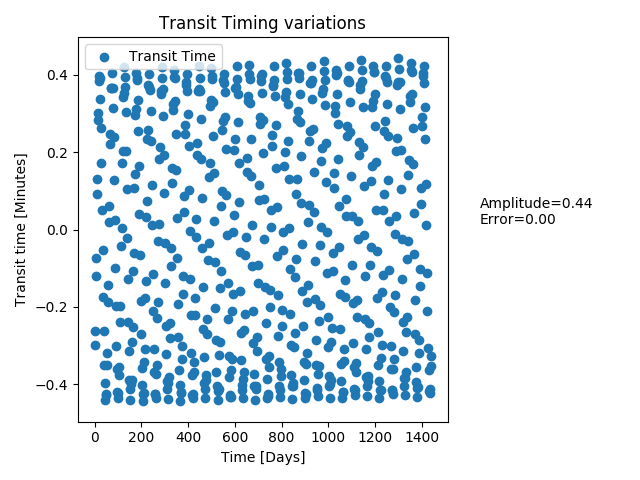 Transit Timing variations
Transit Time
Transit time [Minutes]
0.4
0.2
0.0
−0.2
−0.4
0 200 400 600 800 1000 1200 1400
Time [Days]
Amplitude=0.44
Error=0.00